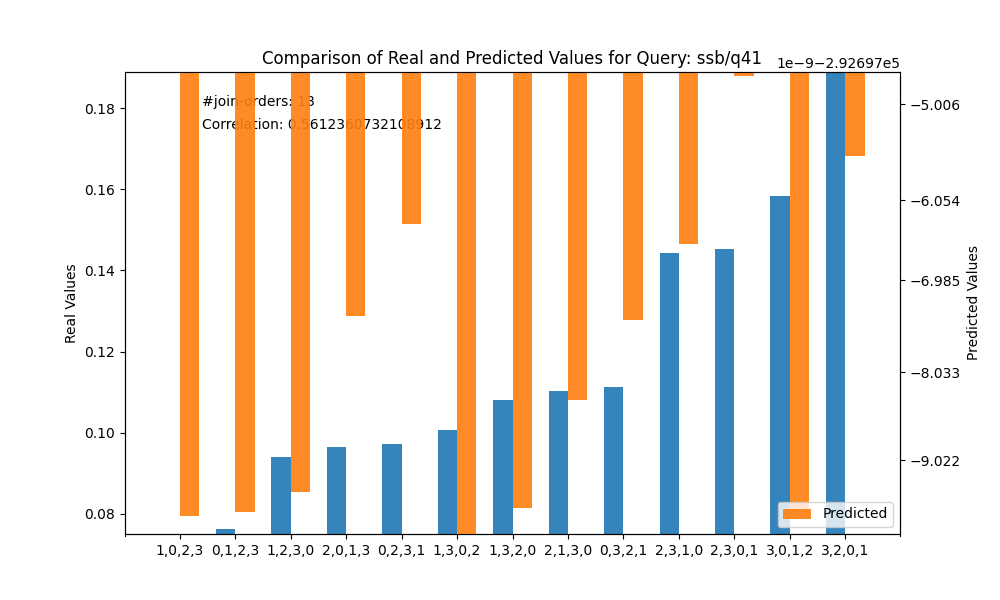 Comparison of Real and Predicted Values for Query: ssb/q41
1e−9−2.92697e5
#join-orders: 13
Correlation: 0.5612360732108912
0.18
0.16
0.14
0.12
0.10
0.08
Real Values
−5.006
−6.054
−6.985
−8.033
−9.022
Predicted Values
Predicted
1,0,2,3 0,1,2,3 1,2,3,0 2,0,1,3 0,2,3,1 1,3,0,2 1,3,2,0 2,1,3,0 0,3,2,1 2,3,1,0 2,3,0,1 3,0,1,2 3,2,0,1